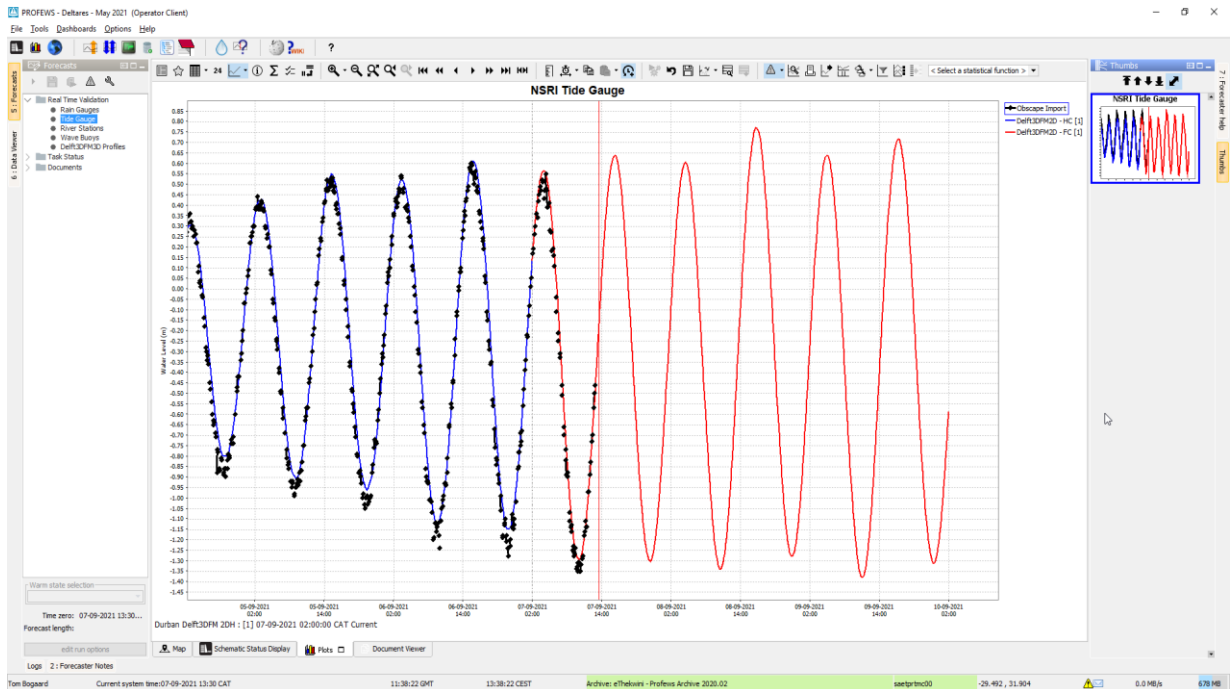 PROFEWS - Deltares - May 2021 (Operator Client)
File Tools Dashboards Options Help
24
< Select a statistical function >
5 : Forecasts
6 : Data Viewer
Forecasts
Real Time Validation
Rain Gauges
Tide Gauge
River Stations
Wave Buoys
Delft3DFM3D Profiles
Task Status
Documents
Warm state selection
Time zero: 07-09-2021 13:30...
Forecast length:
edit run options
NSRI Tide Gauge
Obscape Import
Delft3DFM2D - HC [1]
Delft3DFM2D - FC [1]
Water Level (m)
0.85
0.80
0.75
0.70
0.65
0.60
0.55
0.50
0.45
0.40
0.35
0.30
0.25
0.20
0.15
0.10
0.05
-0.00
-0.05
-0.10
-0.15
-0.20
-0.25
-0.30
-0.35
-0.40
-0.45
-0.50
-0.55
-0.60
-0.65
-0.70
-0.75
-0.80
-0.85
-0.90
-0.95
-1.00
-1.05
-1.10
-1.15
-1.20
-1.25
-1.30
-1.35
-1.40
-1.45
05-09-2021 05-09-2021 06-09-2021 06-09-2021 07-09-2021 07-09-2021 08-09-2021 08-09-2021 09-09-2021 09-09-2021 10-09-2021
02:00 14:00 02:00 14:00 02:00 14:00 02:00 14:00 02:00 14:00 02:00
Durban Delft3DFM 2DH : [1] 07-09-2021 02:00:00 CAT Current
Map Schematic Status Display Plots Document Viewer
Thumbs
NSRI Tide Gauge
7 : Forecaster help
Thumbs
Logs 2 : Forecaster Notes
Tom Bogaard Current system time:07-09-2021 13:30 CAT 11:38:22 GMT 13:38:22 CEST Archive: eThekwini - Profews Archive 2020.02 saetprtmc00 -29.492 , 31.904 0.0 MB/s 678 MB